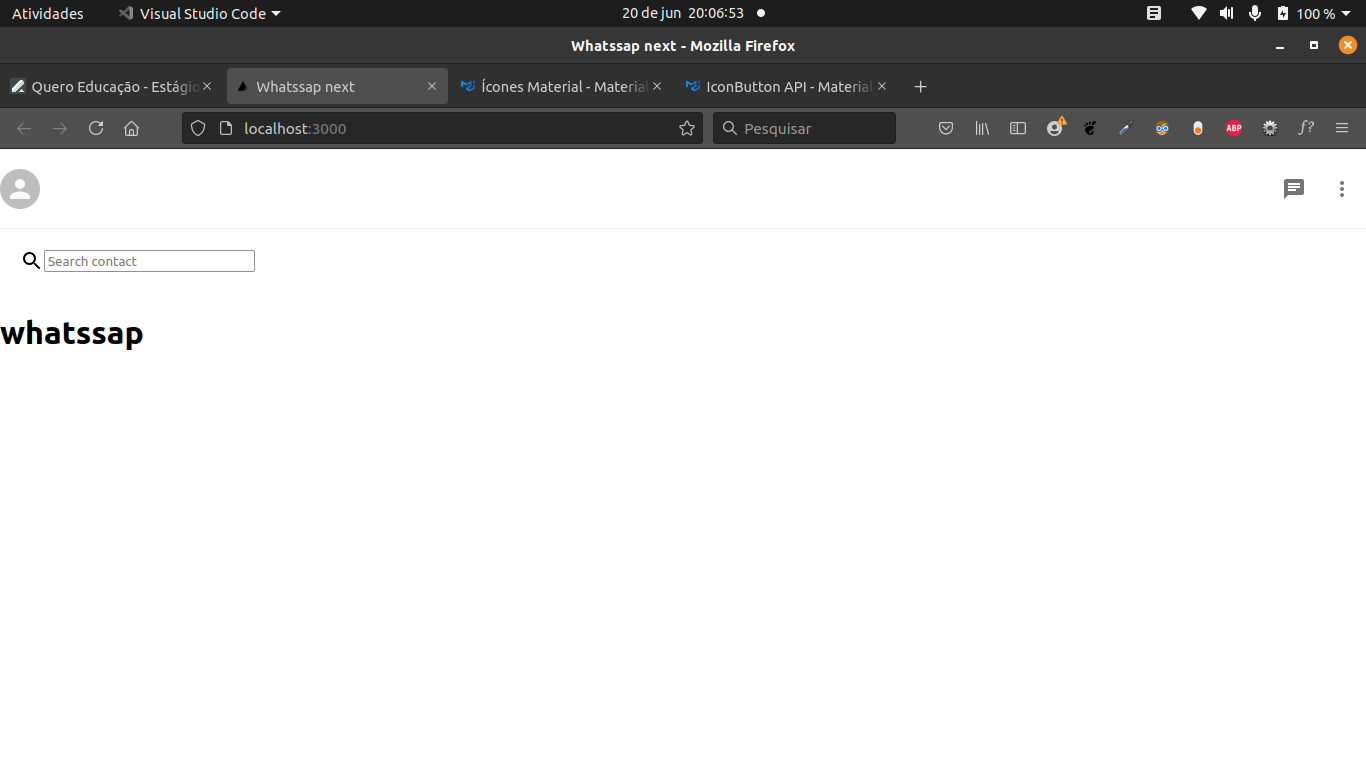 Atividades Visual Studio Code 20 de jun 20:06:53 100 %
Whatssap next - Mozilla Firefox
Quero Educação - Estágio Whatssap next Ícones Material - Material IconButton API - Material
localhost:3000 Pesquisar ABP f?
Search contact
whatssap